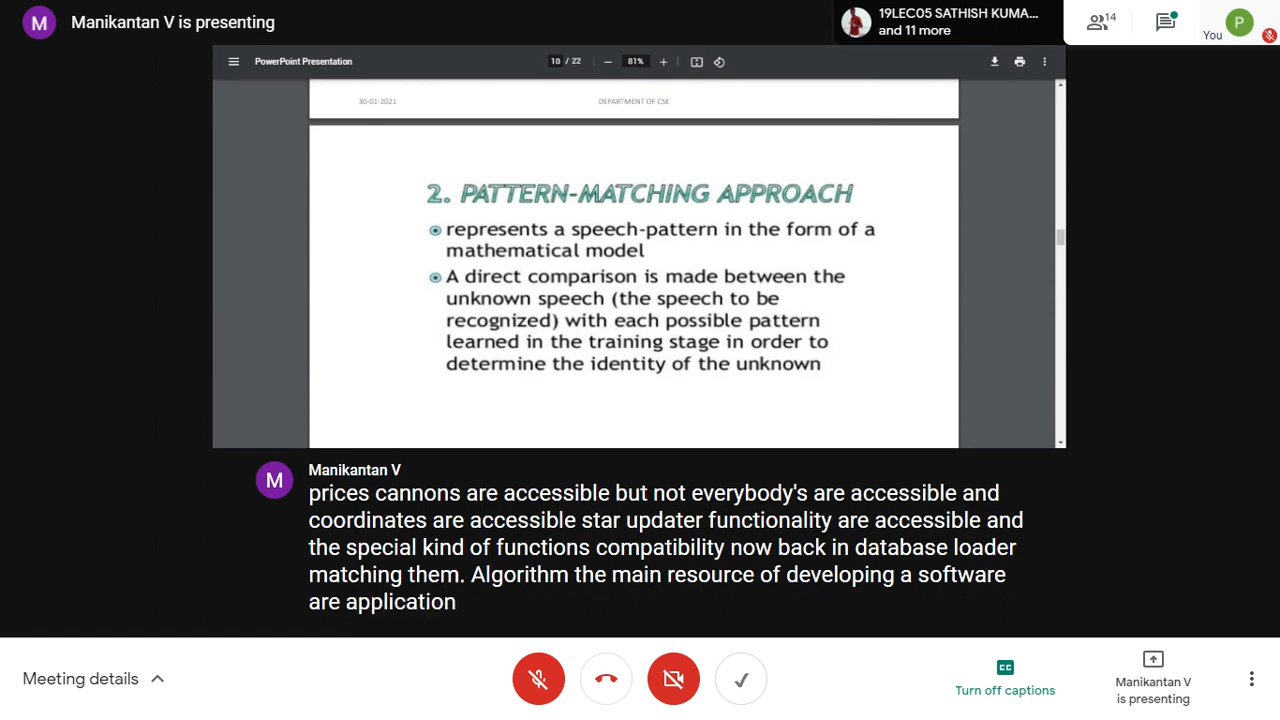 M
Manikantan V is presenting
19LEC05 SATHISH KUMA...
and 11 more
14
You
P
PowerPoint Presentation
10 / 22
81%
30-01-2021
DEPARTMENT OF CSE
2. PATTERN-MATCHING APPROACH
represents a speech-pattern in the form of a
mathematical model
A direct comparison is made between the
unknown speech (the speech to be
recognized) with each possible pattern
learned in the training stage in order to
determine the identity of the unknown
M
Manikantan V
prices cannons are accessible but not everybody's are accessible and
coordinates are accessible star updater functionality are accessible and
the special kind of functions compatibility now back in database loader
matching them. Algorithm the main resource of developing a software
are application
Meeting details
CC
Turn off captions
Manikantan V
is presenting